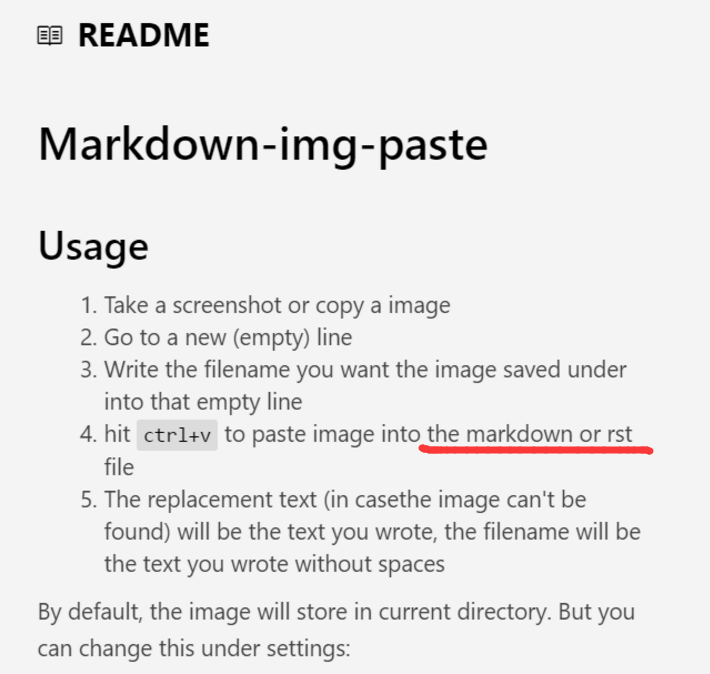 README
Markdown-img-paste
Usage
1. Take a screenshot or copy a image
2. Go to a new (empty) line
3. Write the filename you want the image saved under
into that empty line
4. hit ctrl+v to paste image into the markdown or rst
file
5. The replacement text (in casethe image can't be
found) will be the text you wrote, the filename will be
the text you wrote without spaces
By default, the image will store in current directory. But you
can change this under settings: